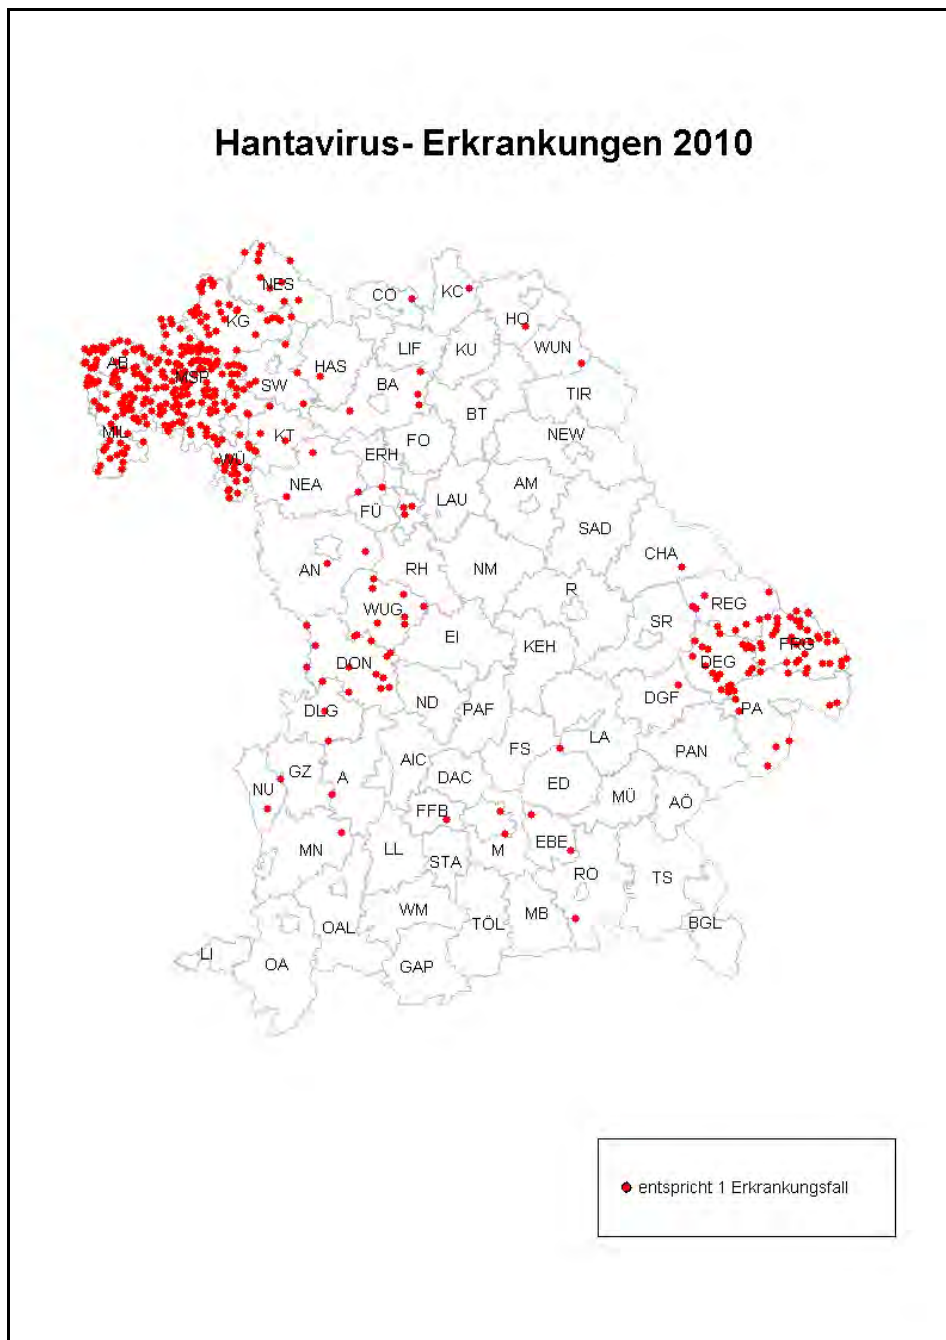 Hantavirus- Erkrankungen 2010
NES
CO
KC
KG
HO
LIF
KU
WUN
AB
MSP
HAS
SW
BA
TIR
BT
MIL
KT
FO
NEW
WÜ
ERH
NEA
AM
LAU
FÜ
SAD
CHA
AN
RH
NM
R
REG
WUG
SR
EI
KEH
FRG
DON
DEG
DGF
ND
PAF
DLG
PA
LA
FS
PAN
AIC
GZ
A
DAC
ED
NU
MÜ
AÖ
FFB
EBE
MN
LL
M
STA
RO
TS
WM
MB
TÖL
BGL
OAL
LI
OA
GAP
entspricht 1 Erkrankungsfall